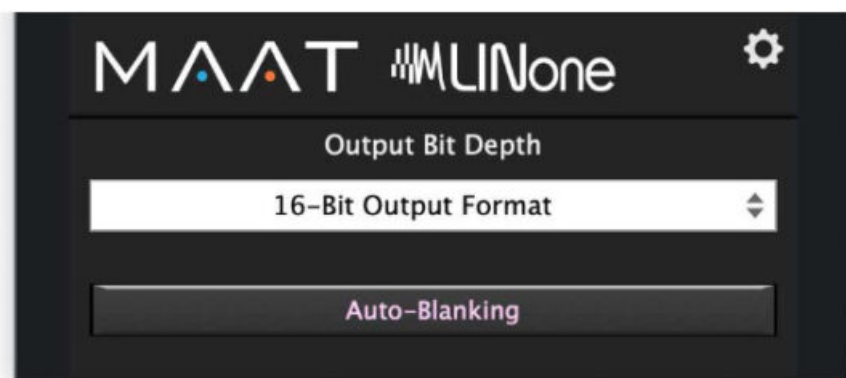 MAAT LINone
Output Bit Depth
16-Bit Output Format
Auto-Blanking